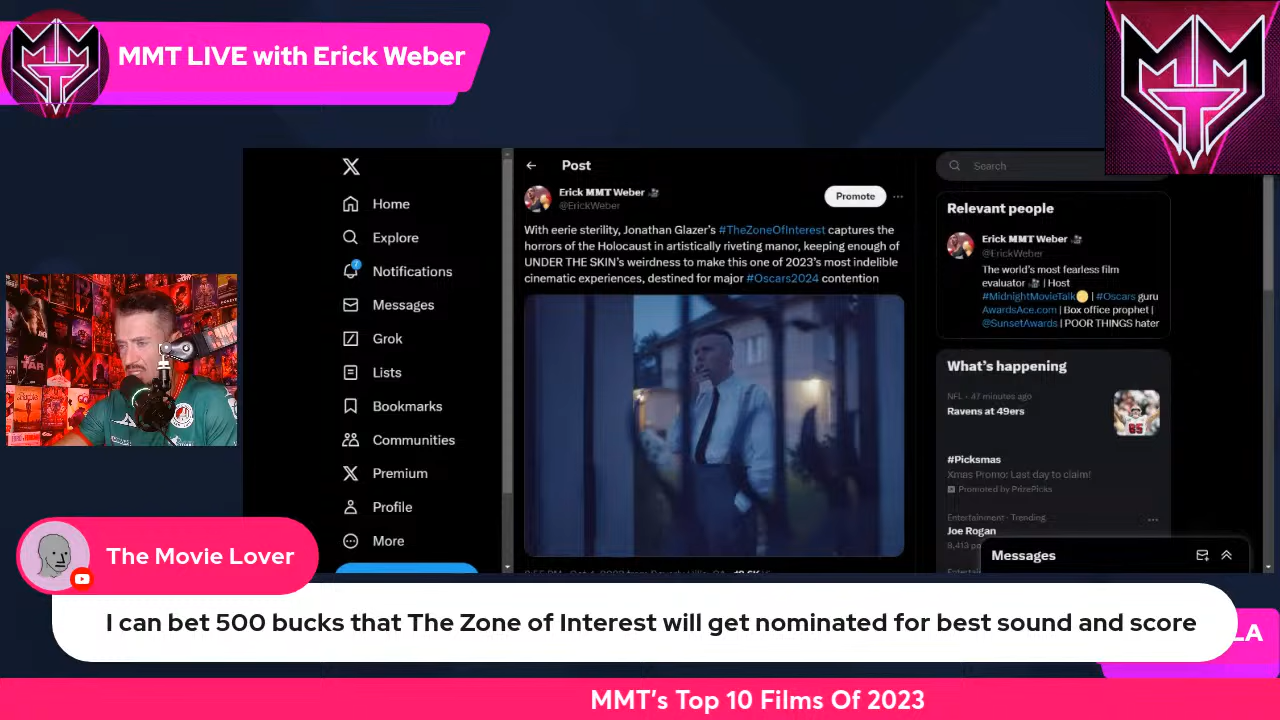 MMT LIVE with Erick Weber
Home
Explore
Notifications
Messages
Grok
Lists
Bookmarks
Communities
Premium
Profile
More
Post
Erick MMT Weber
@ErickWeber
Promote
With eerie sterility, Jonathan Glazer's #TheZoneOfInterest captures the
horrors of the Holocaust in artistically riveting manor, keeping enough of
UNDER THE SKIN's weirdness to make this one of 2023's most indelible
cinematic experiences, destined for major #Oscars2024 contention
Search
Relevant people
Erick MMT Weber
@ErickWeber
The world's most fearless film
evaluator | Host
#MidnightMovieTalk | #Oscars guru
AwardsAce.com | Box office prophet |
@SunsetAwards | POOR THINGS hater
What's happening
NFL · 47 minutes ago
Ravens at 49ers
#Picksmas
Xmas Promo: Last day to claim!
Promoted by PrizePicks
Entertainment · Trending
Joe Rogan
Messages
The Movie Lover
I can bet 500 bucks that The Zone of Interest will get nominated for best sound and score
LA
MMT's Top 10 Films Of 2023